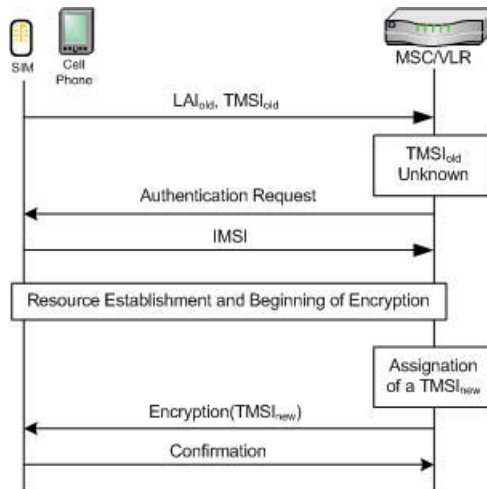 SIM
Cell
Phone
MSC/VLR
LAIold, TMSIold
TMSIold
Unknown
Authentication Request
IMSI
Resource Establishment and Beginning of Encryption
Assignation
of a TMSInew
Encryption(TMSInew)
Confirmation